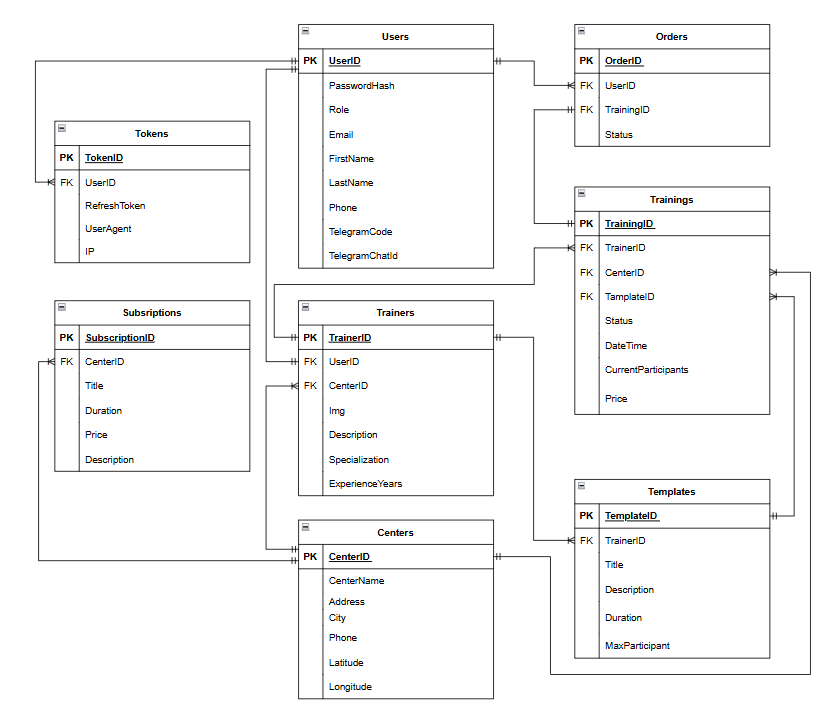 Users
PK UserID
PasswordHash
Role
Email
FirstName
LastName
Phone
TelegramCode
TelegramChatId
Orders
PK OrderID
FK UserID
FK TrainingID
Status
Tokens
PK TokenID
FK UserID
RefreshToken
UserAgent
IP
Trainings
PK TrainingID
FK TrainerID
FK CenterID
FK TamplateID
Status
DateTime
CurrentParticipants
Price
Subsriptions
PK SubscriptionID
FK CenterID
Title
Duration
Price
Description
Trainers
PK TrainerID
FK UserID
FK CenterID
Img
Description
Specialization
ExperienceYears
Templates
PK TemplateID
FK TrainerID
Title
Description
Duration
MaxParticipant
Centers
PK CenterID
CenterName
Address
City
Phone
Latitude
Longitude